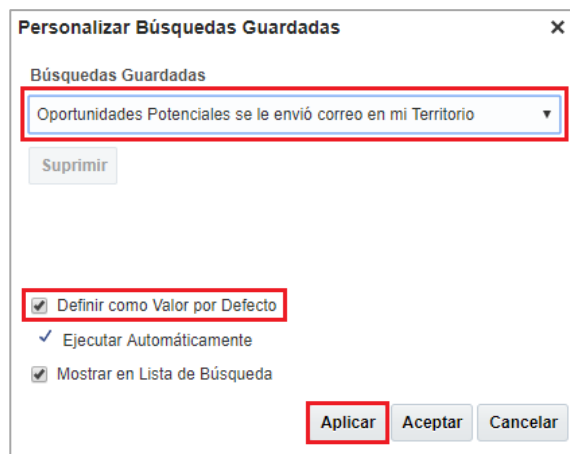 Personalizar Búsquedas Guardadas
Búsquedas Guardadas
Oportunidades Potenciales se le envió correo en mi Territorio
Suprimir
Definir como Valor por Defecto
Ejecutar Automáticamente
Mostrar en Lista de Búsqueda
Aplicar Aceptar Cancelar